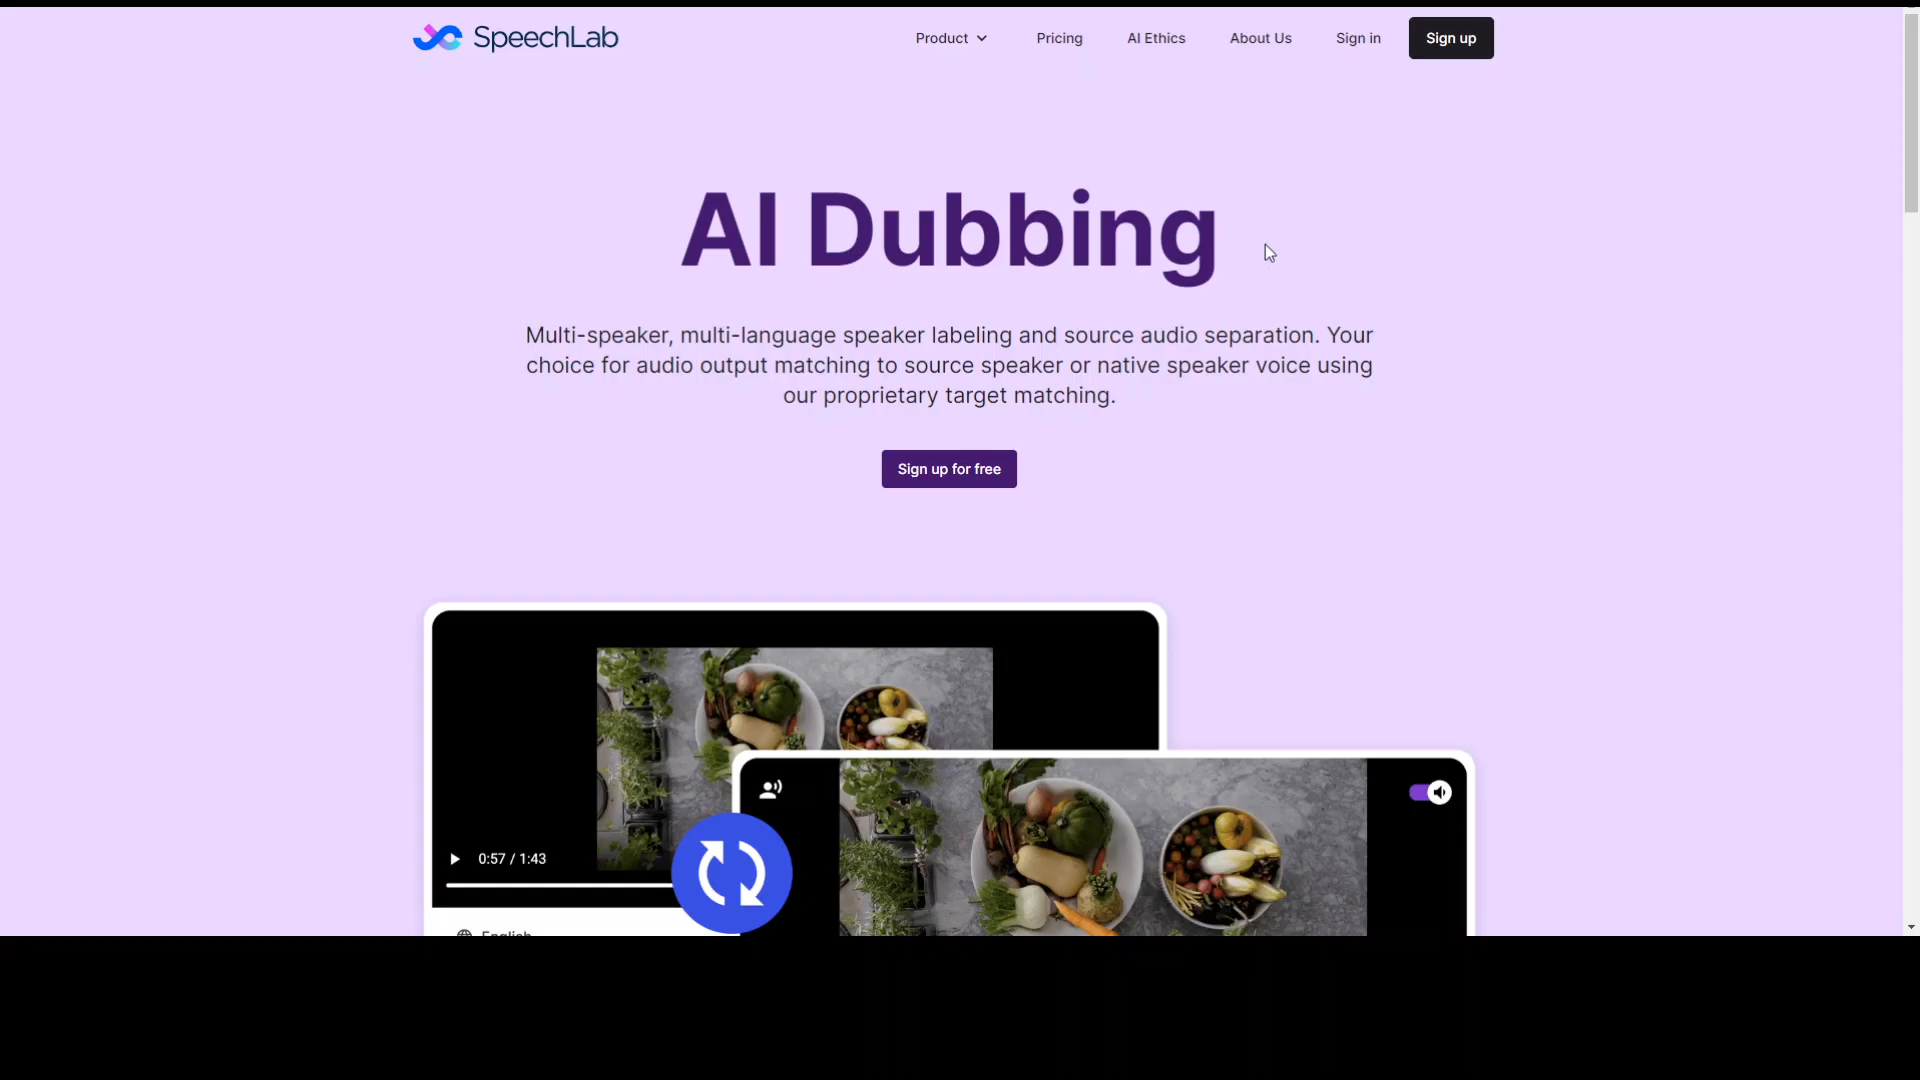 SpeechLab
Product
Pricing
AI Ethics
About Us
Sign in
Sign up
AI Dubbing
Multi-speaker, multi-language speaker labeling and source audio separation. Your
choice for audio output matching to source speaker or native speaker voice using
our proprietary target matching.
Sign up for free
0:57 / 1:43
English